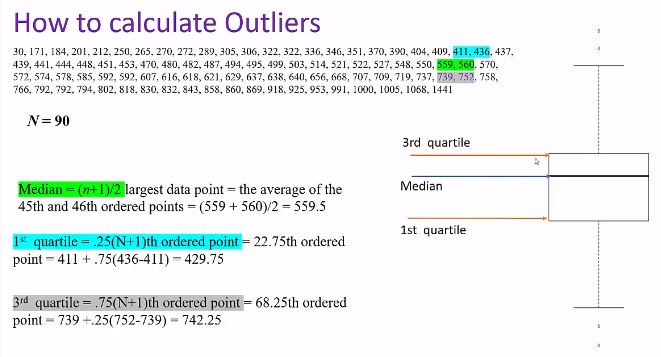 How to calculate Outliers
30, 171, 184, 201, 212, 250, 265, 270, 272, 289, 305, 306, 322, 322, 336, 346, 351, 370, 390, 404, 409, 411, 436, 437,
439, 441, 444, 448, 451, 453, 470, 480, 482, 487, 494, 495, 499, 503, 514, 521, 522, 527, 548, 550, 559, 560, 570,
572, 574, 578, 585, 592, 592, 607, 616, 618, 621, 629, 637, 638, 640, 656, 668, 707, 709, 719, 737, 739, 752, 758,
766, 792, 792, 794, 802, 818, 830, 832, 843, 858, 860, 869, 918, 925, 953, 991, 1000, 1005, 1068, 1441
N = 90
3rd quartile
Median
1st quartile
Median = (n+1)/2 largest data point = the average of the
45th and 46th ordered points = (559 + 560)/2 = 559.5
1st quartile = .25(N+1)th ordered point = 22.75th ordered
point = 411 + .75(436-411) = 429.75
3rd quartile = .75(N+1)th ordered point = 68.25th ordered
point = 739 +.25(752-739) = 742.25